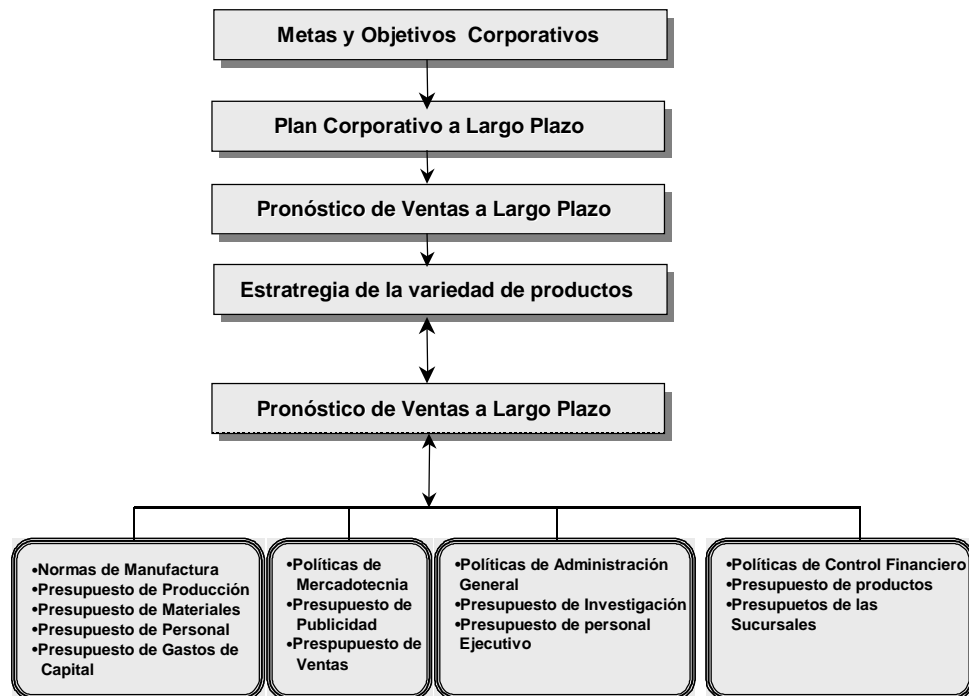 Metas y Objetivos Corporativos
Plan Corporativo a Largo Plazo
Pronóstico de Ventas a Largo Plazo
Estratregia de la variedad de productos
Pronóstico de Ventas a Largo Plazo
•Normas de Manufactura
•Presupuesto de Producción
•Presupuesto de Materiales
•Presupuesto de Personal
•Presupuesto de Gastos de
Capital
•Políticas de
Mercadotecnia
•Presupuesto de
Publicidad
•Prespupuesto de
Ventas
•Políticas de Administración
General
•Presupuesto de Investigación
•Presupuesto de personal
Ejecutivo
•Políticas de Control Financiero
•Presupuesto de productos
•Presupuetos de las
Sucursales